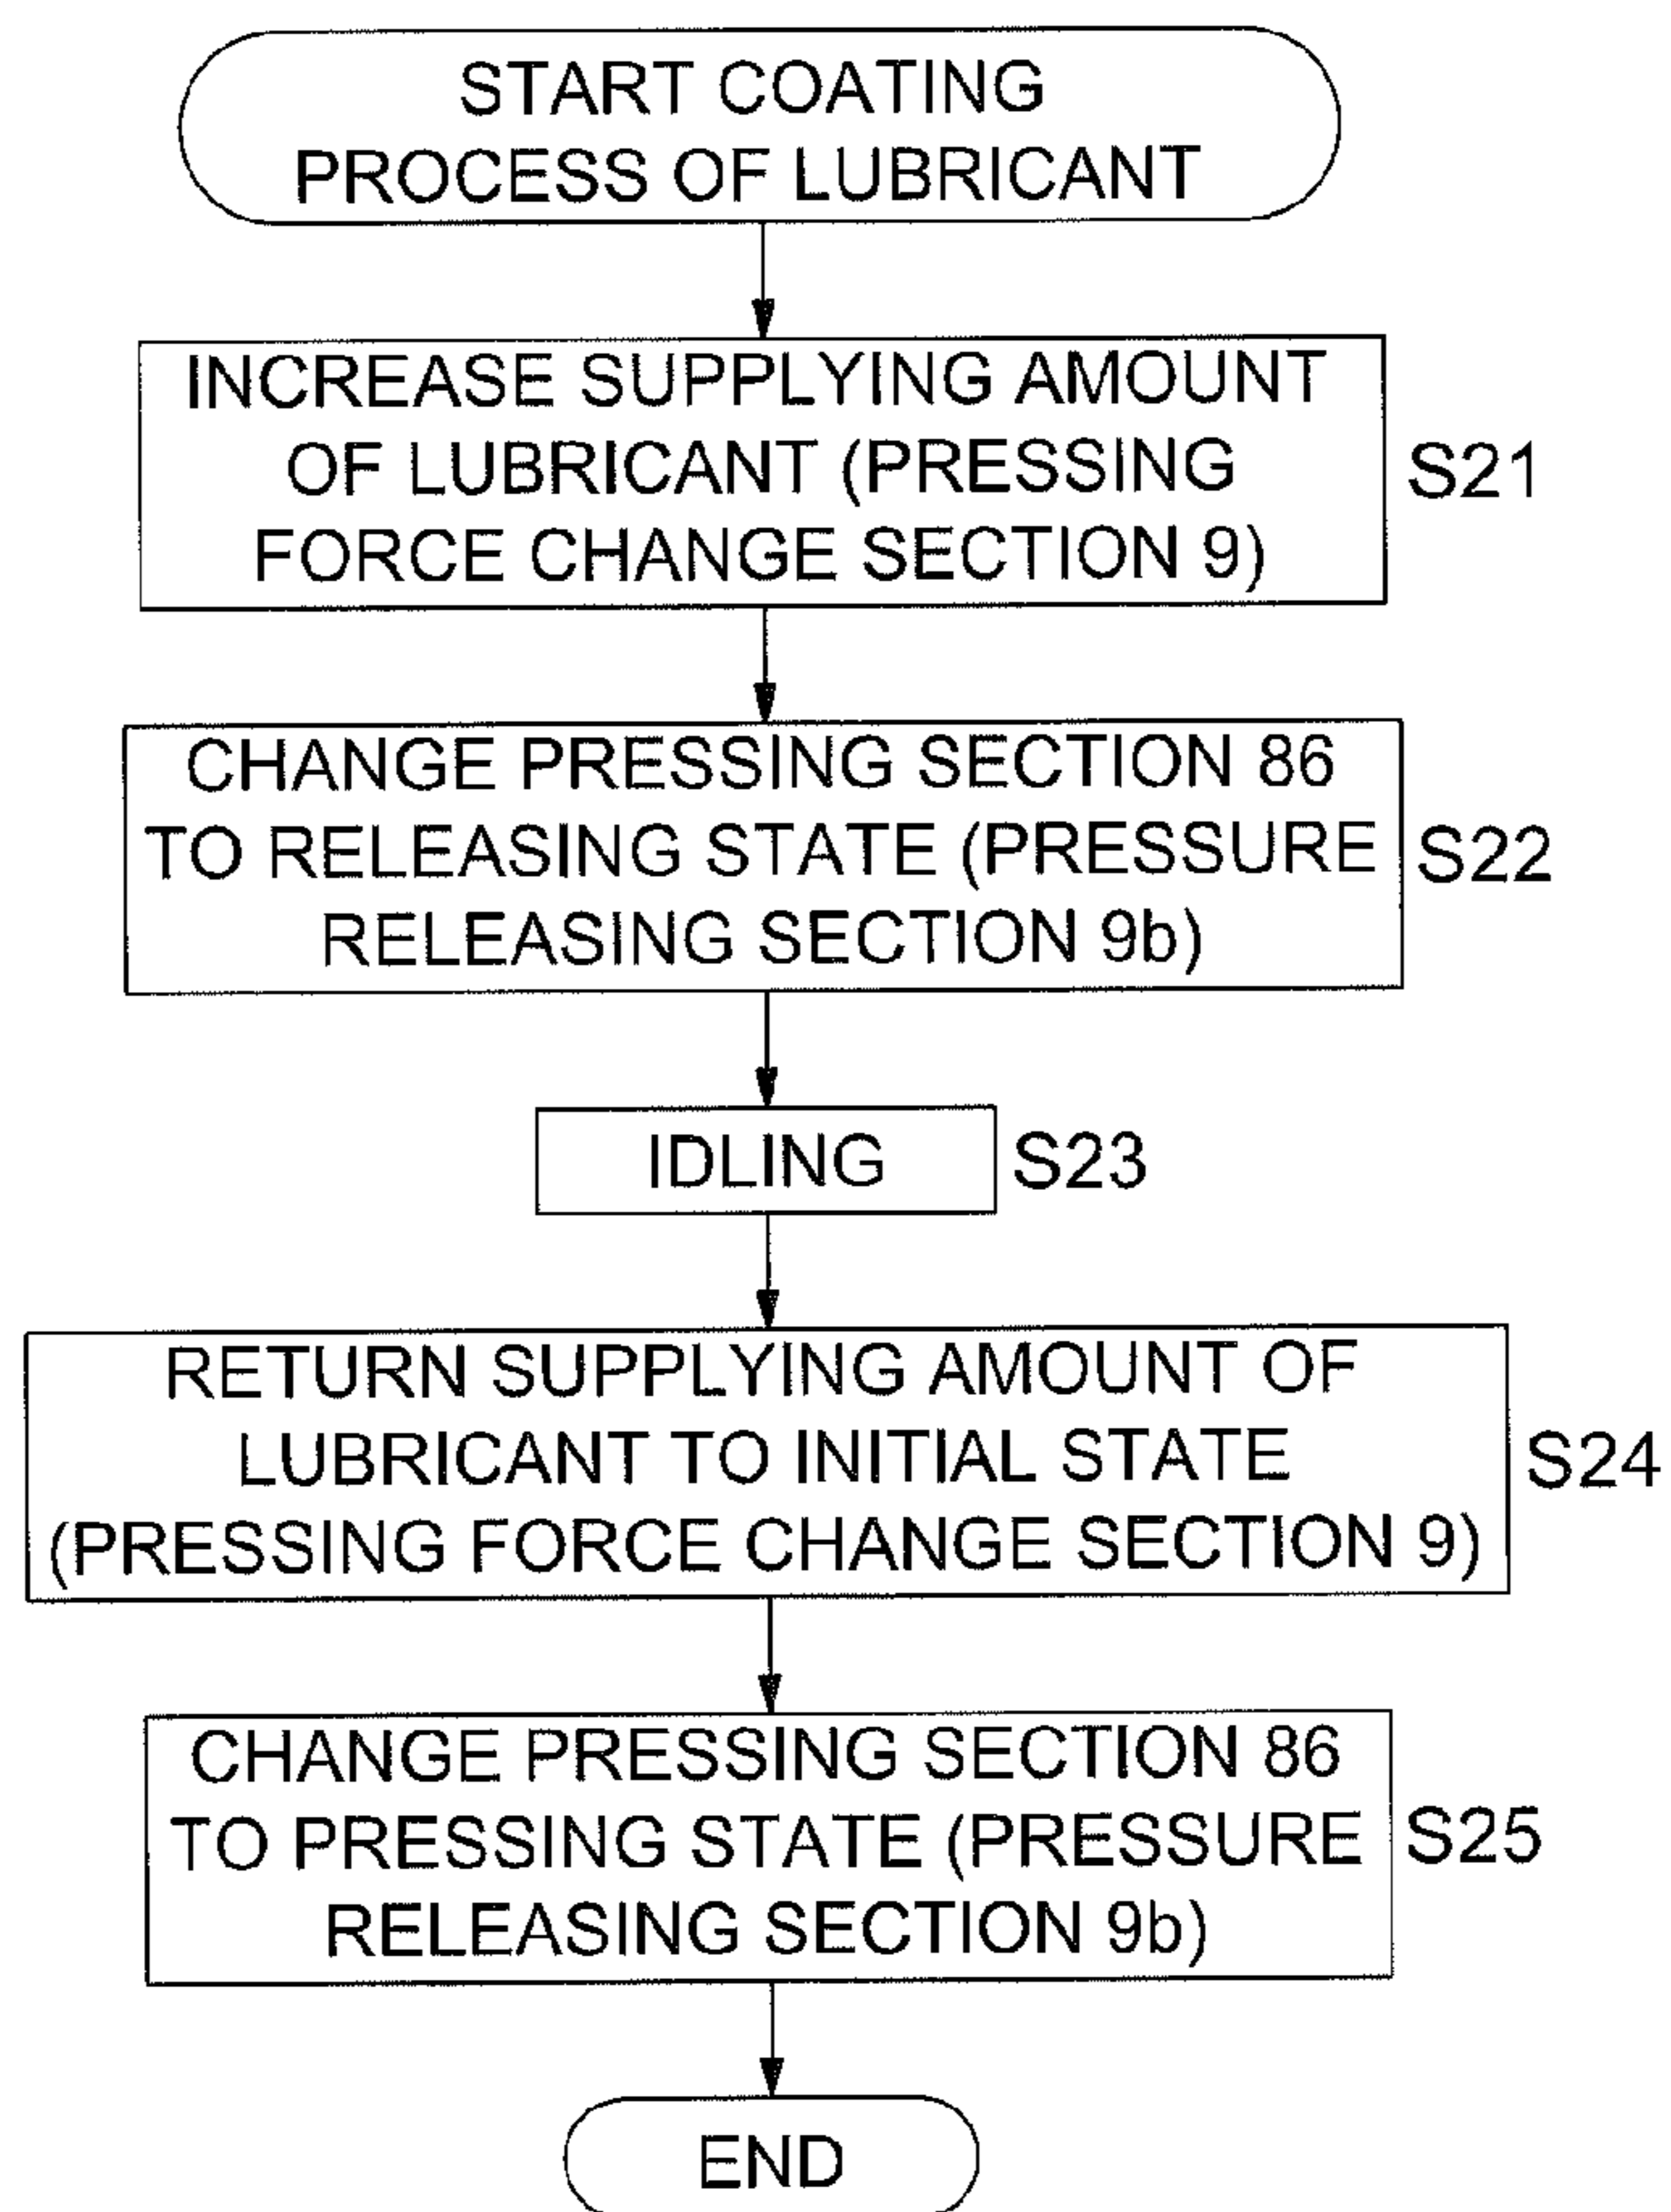 START COATING
PROCESS OF LUBRICANT
INCREASE SUPPLYING AMOUNT
OF LUBRICANT (PRESSING
FORCE CHANGE SECTION 9)
S21
CHANGE PRESSING SECTION 86
TO RELEASING STATE (PRESSURE
RELEASING SECTION 9b)
S22
IDLING
S23
RETURN SUPPLYING AMOUNT OF
LUBRICANT TO INITIAL STATE
(PRESSING FORCE CHANGE SECTION 9)
S24
CHANGE PRESSING SECTION 86
TO PRESSING STATE (PRESSURE
RELEASING SECTION 9b)
S25
END